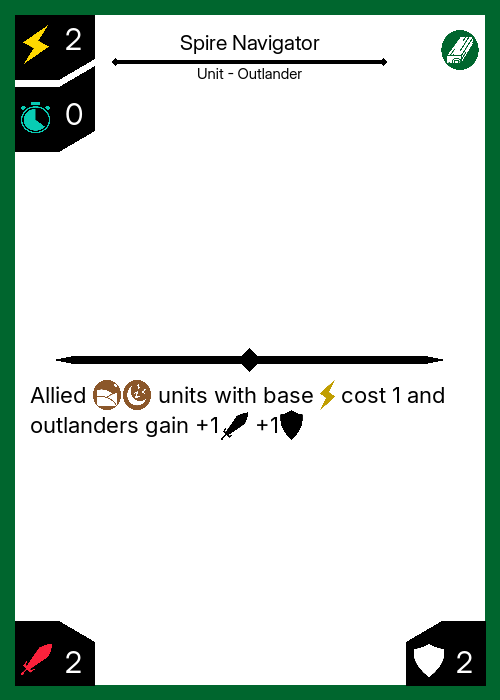 2
Spire Navigator
Unit - Outlander
0
Allied units with base cost 1 and
outlanders gain +1 +1
2
2